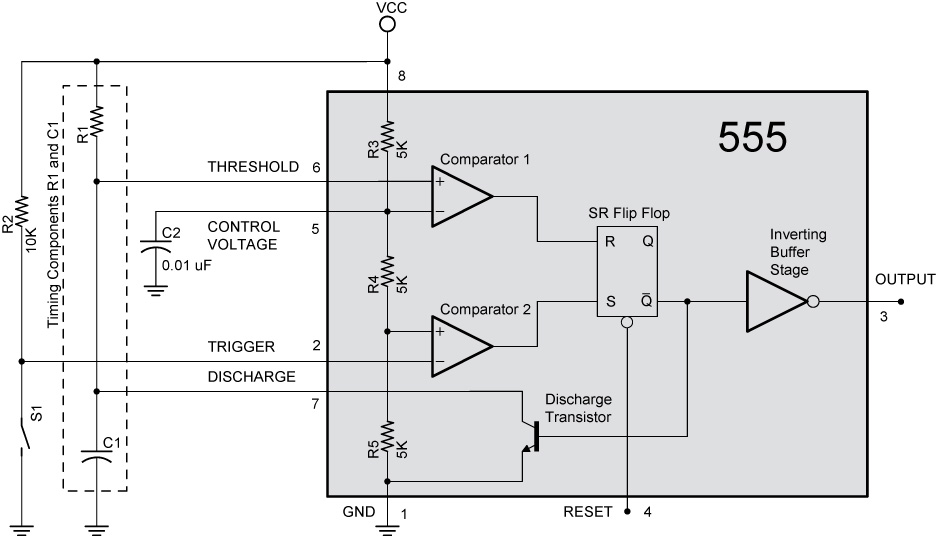 VCC
8
555
R1
R3
5K
THRESHOLD
6
Comparator 1
+
-
Timing Components R1 and C1
R2
10K
C2
0.01 uF
CONTROL
VOLTAGE
5
SR Flip Flop
R
Q
S
Q̅
Inverting
Buffer
Stage
OUTPUT
3
R4
5K
Comparator 2
+
-
TRIGGER
2
DISCHARGE
7
S1
C1
R5
5K
Discharge
Transistor
GND
1
RESET
4